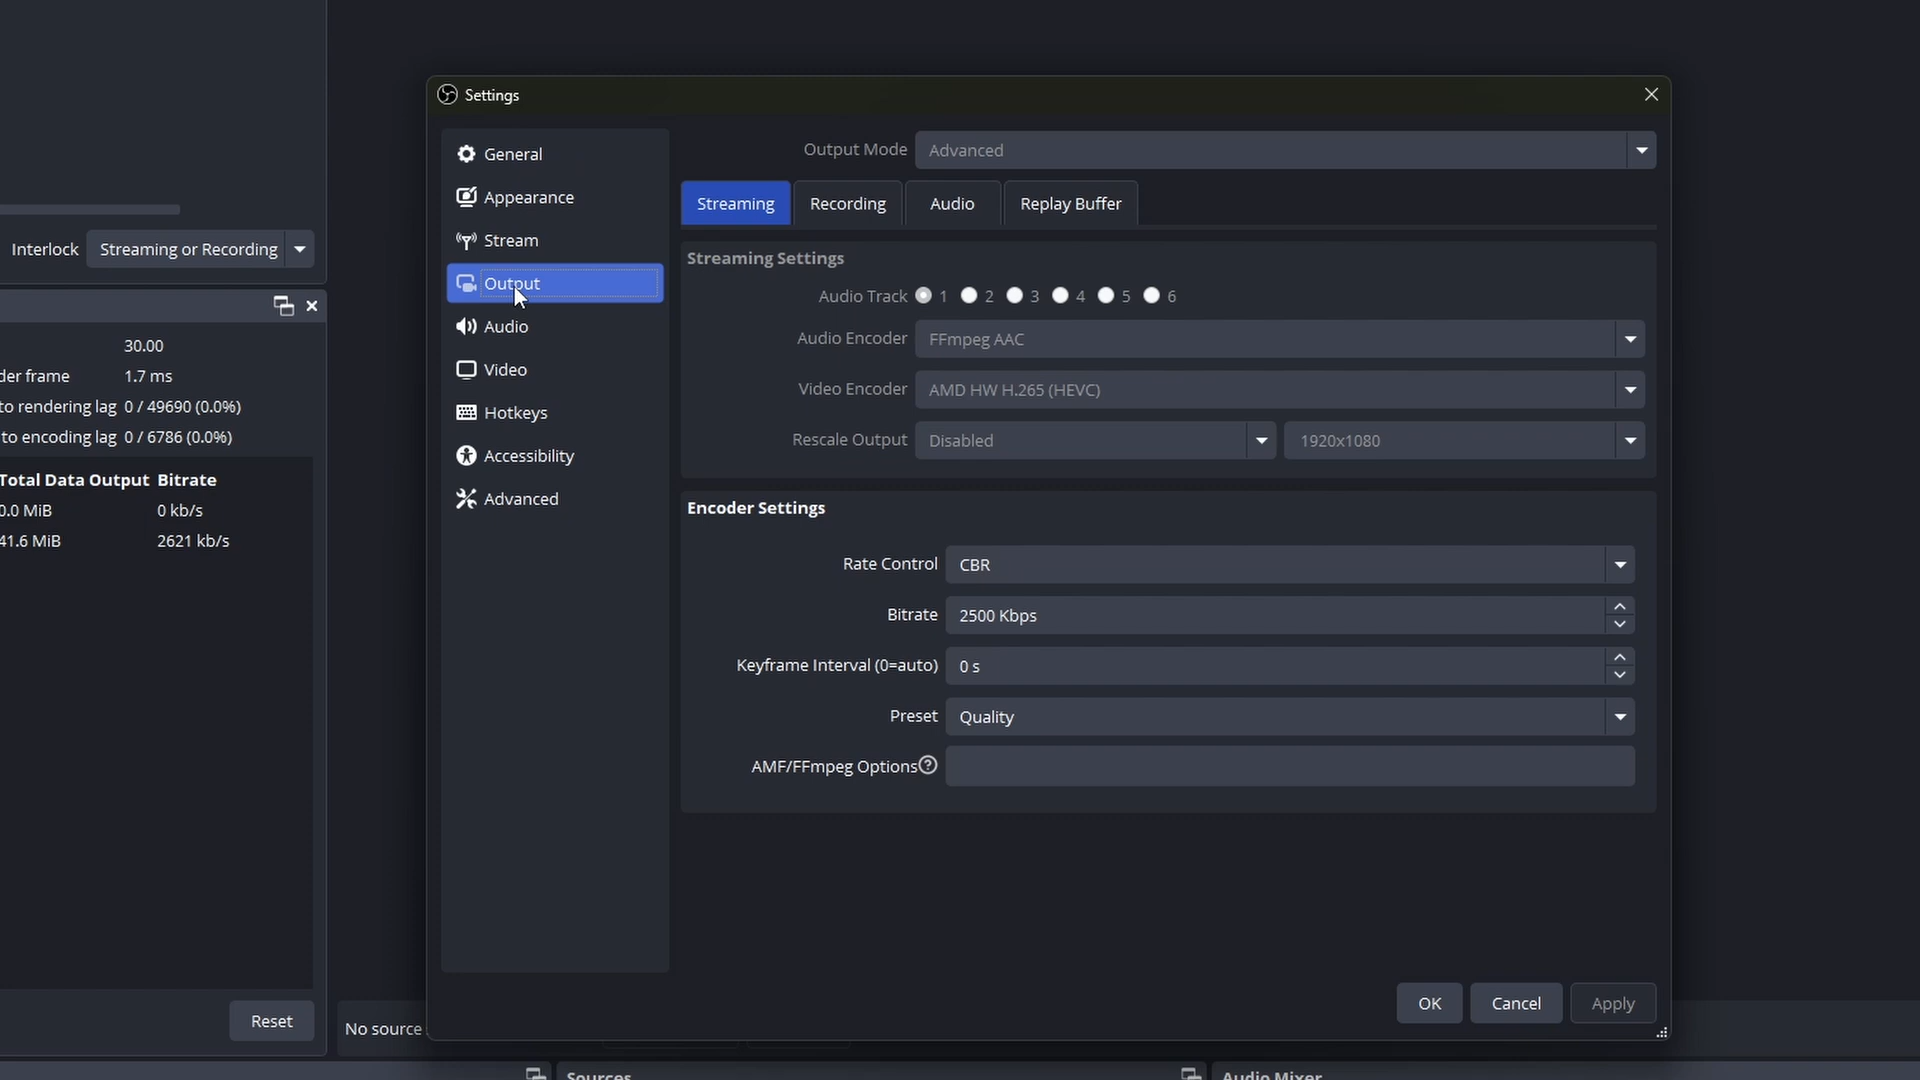 Interlock Streaming or Recording
30.00
der frame 1.7 ms
to rendering lag 0 / 49690 (0.0%)
to encoding lag 0 / 6786 (0.0%)
Total Data Output Bitrate
0.0 MiB 0 kb/s
41.6 MiB 2621 kb/s
Reset
No source
Sources
Audio Mixer
Settings
General
Appearance
Stream
Output
Audio
Video
Hotkeys
Accessibility
Advanced
Output Mode Advanced
Streaming Recording Audio Replay Buffer
Streaming Settings
Audio Track 1 2 3 4 5 6
Audio Encoder FFmpeg AAC
Video Encoder AMD HW H.265 (HEVC)
Rescale Output Disabled 1920x1080
Encoder Settings
Rate Control CBR
Bitrate 2500 Kbps
Keyframe Interval (0=auto) 0 s
Preset Quality
AMF/FFmpeg Options
OK Cancel Apply